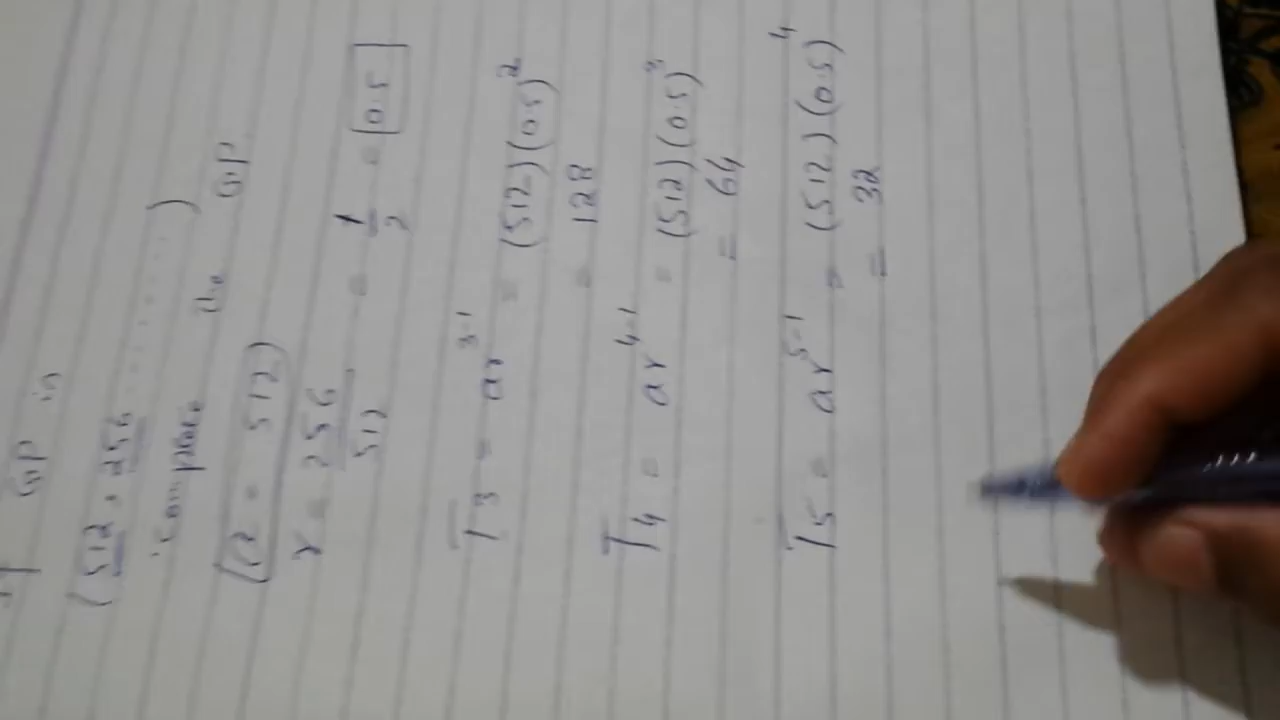 If GP is
(512, 256 ..........)
complete the GP.
(a = 512)
r = 256/512 = 1/2 = 0.5
T3 = ar^3-1 = (512)(0.5)^2
= 128
T4 = ar^4-1 = (512)(0.5)^3
= 64
T5 = ar^5-1 = (512)(0.5)^4
= 32